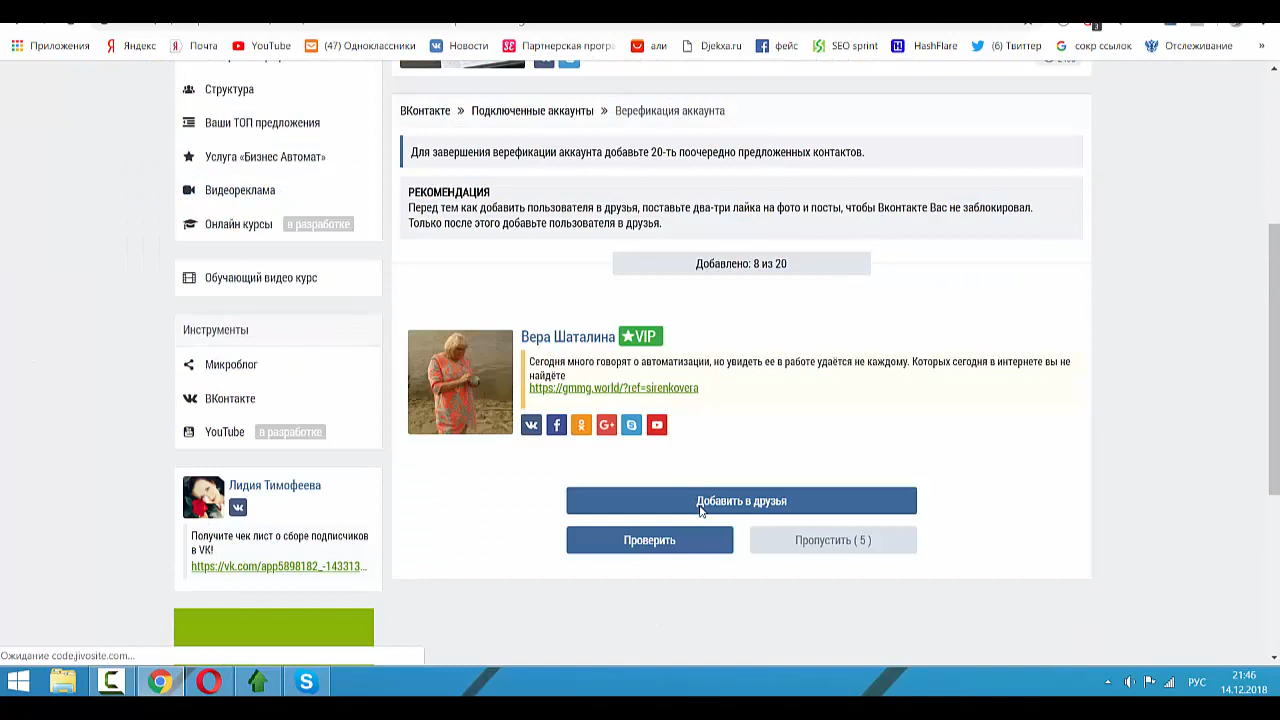 3
Приложения
Яндекс
Почта
YouTube
(47) Одноклассники
Новости
Партнерская прогр
али
Djekxa.ru
фейс
SEO sprint
HashFlare
(6) Твиттер
сокр ссылок
Отслеживание
»
Структура
Ваши ТОП предложения
Услуга «Бизнес Автомат»
Видеореклама
Онлайн курсы в разработке
Обучающий видео курс
Инструменты
Микроблог
ВКонтакте
YouTube в разработке
Лидия Тимофеева
Получите чек лист о сборе подписчиков
в VK!
https://vk.com/app5898182_-143313...
ВКонтакте » Подключенные аккаунты » Верефикация аккаунта
Для завершения верефикации аккаунта добавьте 20-ть поочередно предложенных контактов.
РЕКОМЕНДАЦИЯ
Перед тем как добавить пользователя в друзья, поставьте два-три лайка на фото и посты, чтобы Вконтакте Вас не заблокировал.
Только после этого добавьте пользователя в друзья.
Добавлено: 8 из 20
Вера Шаталина ★VIP
Сегодня много говорят о автоматизации, но увидеть ее в работе удаётся не каждому. Которых сегодня в интернете вы не
найдёте
https://gmmg.world/?ref=sirenkovera
Добавить в друзья
Проверить
Пропустить ( 5 )
Ожидание code.jivosite.com...
РУС
21:46
14.12.2018